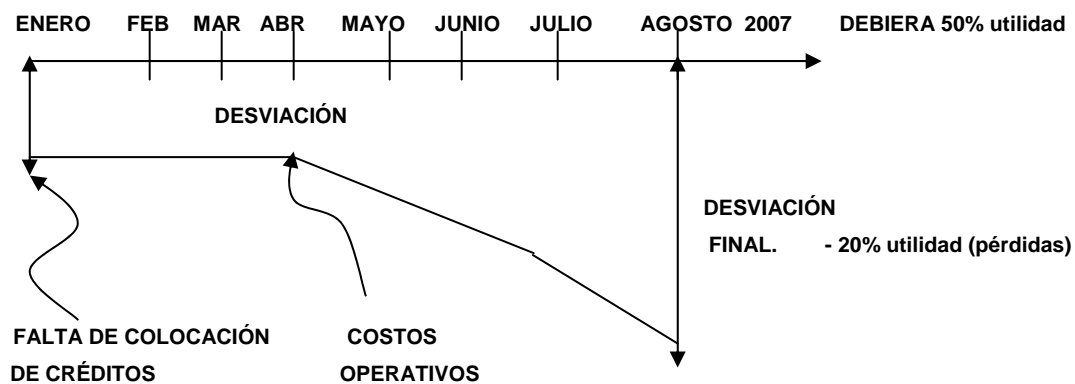 ENERO FEB MAR ABR MAYO JUNIO JULIO AGOSTO 2007 DEBIERA 50% utilidad
DESVIACIÓN
DESVIACIÓN
FINAL. - 20% utilidad (pérdidas)
FALTA DE COLOCACIÓN
DE CRÉDITOS
COSTOS
OPERATIVOS